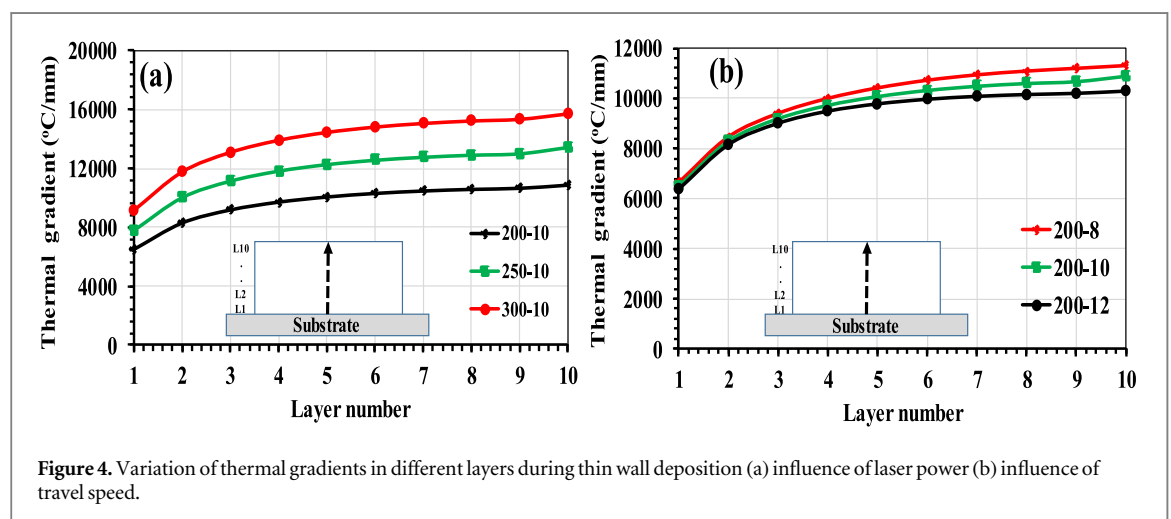 Thermal gradient (°C/mm)
20000
16000
12000
8000
4000
0
(a)
200-10
250-10
300-10
L10
.
.
L2
L1
Substrate
1 2 3 4 5 6 7 8 9 10
Layer number
Thermal gradient (°C/mm)
12000
10000
8000
6000
4000
2000
0
(b)
200-8
200-10
200-12
L10
.
.
L2
L1
Substrate
1 2 3 4 5 6 7 8 9 10
Layer number
Figure 4. Variation of thermal gradients in different layers during thin wall deposition (a) influence of laser power (b) influence of
travel speed.